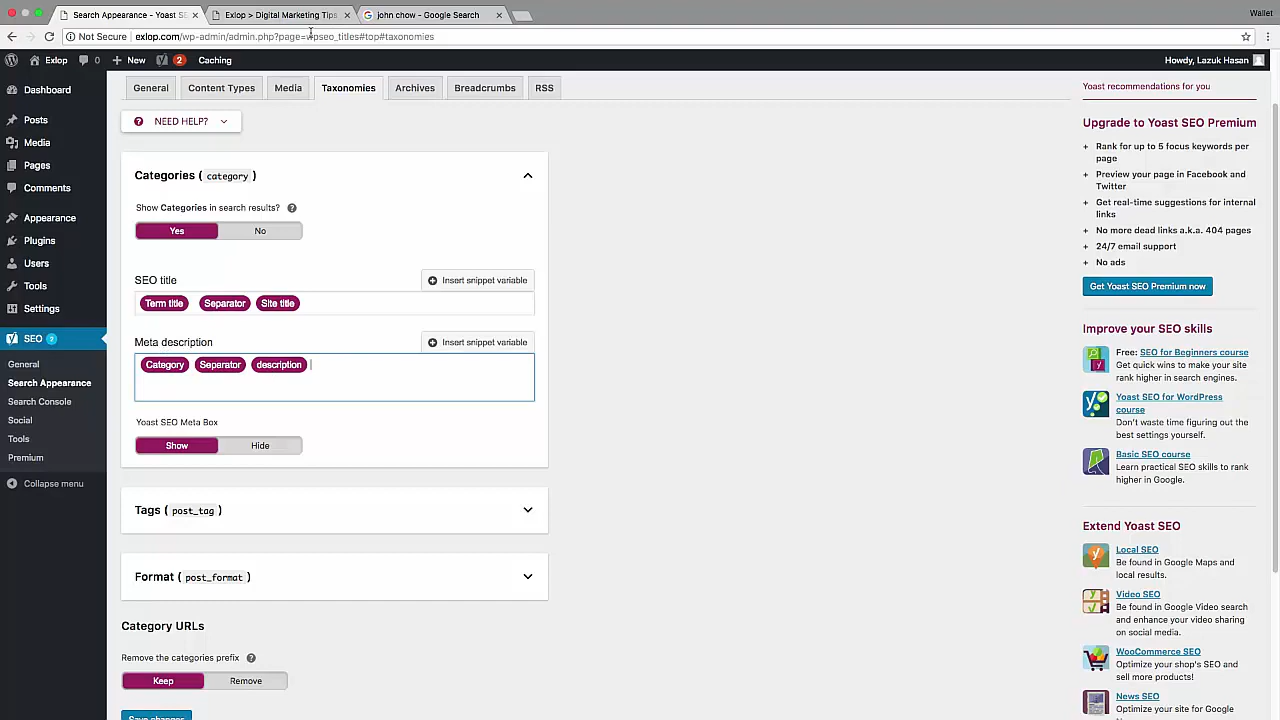 Search Appearance - Yoast SE
Exlop > Digital Marketing Tips
john chow - Google Search
Wallet
Not Secure
exlop.com/wp-admin/admin.php?page=wpseo_titles#top#taxonomies
Exlop
0
New
2
Caching
Howdy, Lazuk Hasan
Dashboard
Posts
Media
Pages
Comments
Appearance
Plugins
Users
Tools
Settings
SEO
General
Search Appearance
Search Console
Social
Tools
Premium
Collapse menu
General
Content Types
Media
Taxonomies
Archives
Breadcrumbs
RSS
NEED HELP?
Categories ( category )
Show Categories in search results?
Yes
No
SEO title
Insert snippet variable
Term title
Separator
Site title
Meta description
Insert snippet variable
Category
Separator
description
Yoast SEO Meta Box
Show
Hide
Tags ( post_tag )
Format ( post_format )
Category URLs
Remove the categories prefix
Keep
Remove
Save changes
Yoast recommendations for you
Upgrade to Yoast SEO Premium
+ Rank for up to 5 focus keywords per
page
+ Preview your page in Facebook and
Twitter
+ Get real-time suggestions for internal
links
+ No more dead links a.k.a. 404 pages
+ 24/7 email support
+ No ads
Get Yoast SEO Premium now
Improve your SEO skills
Free: SEO for Beginners course
Get quick wins to make your site
rank higher in search engines.
Yoast SEO for WordPress
course
Don't waste time figuring out the
best settings yourself.
Basic SEO course
Learn practical SEO skills to rank
higher in Google.
Extend Yoast SEO
Local SEO
Be found in Google Maps and
local results.
Video SEO
Be found in Google Video search
and enhance your video sharing
on social media.
WooCommerce SEO
Optimize your shop's SEO and
sell more products!
News SEO
Optimize your site for Google